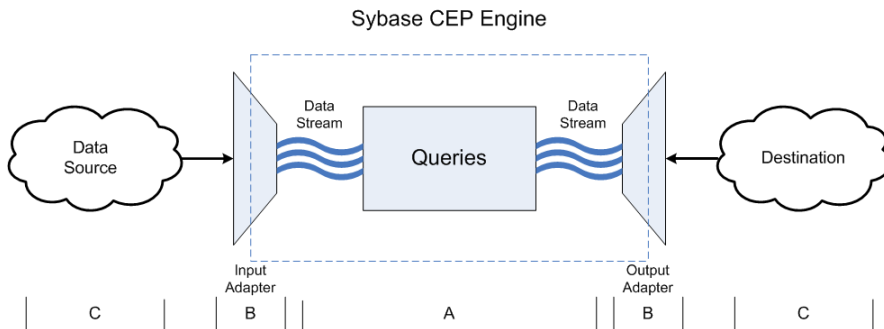 Sybase CEP Engine
Data
Stream
Data
Stream
Data
Source
Queries
Destination
Input
Adapter
Output
Adapter
C
B
A
B
C